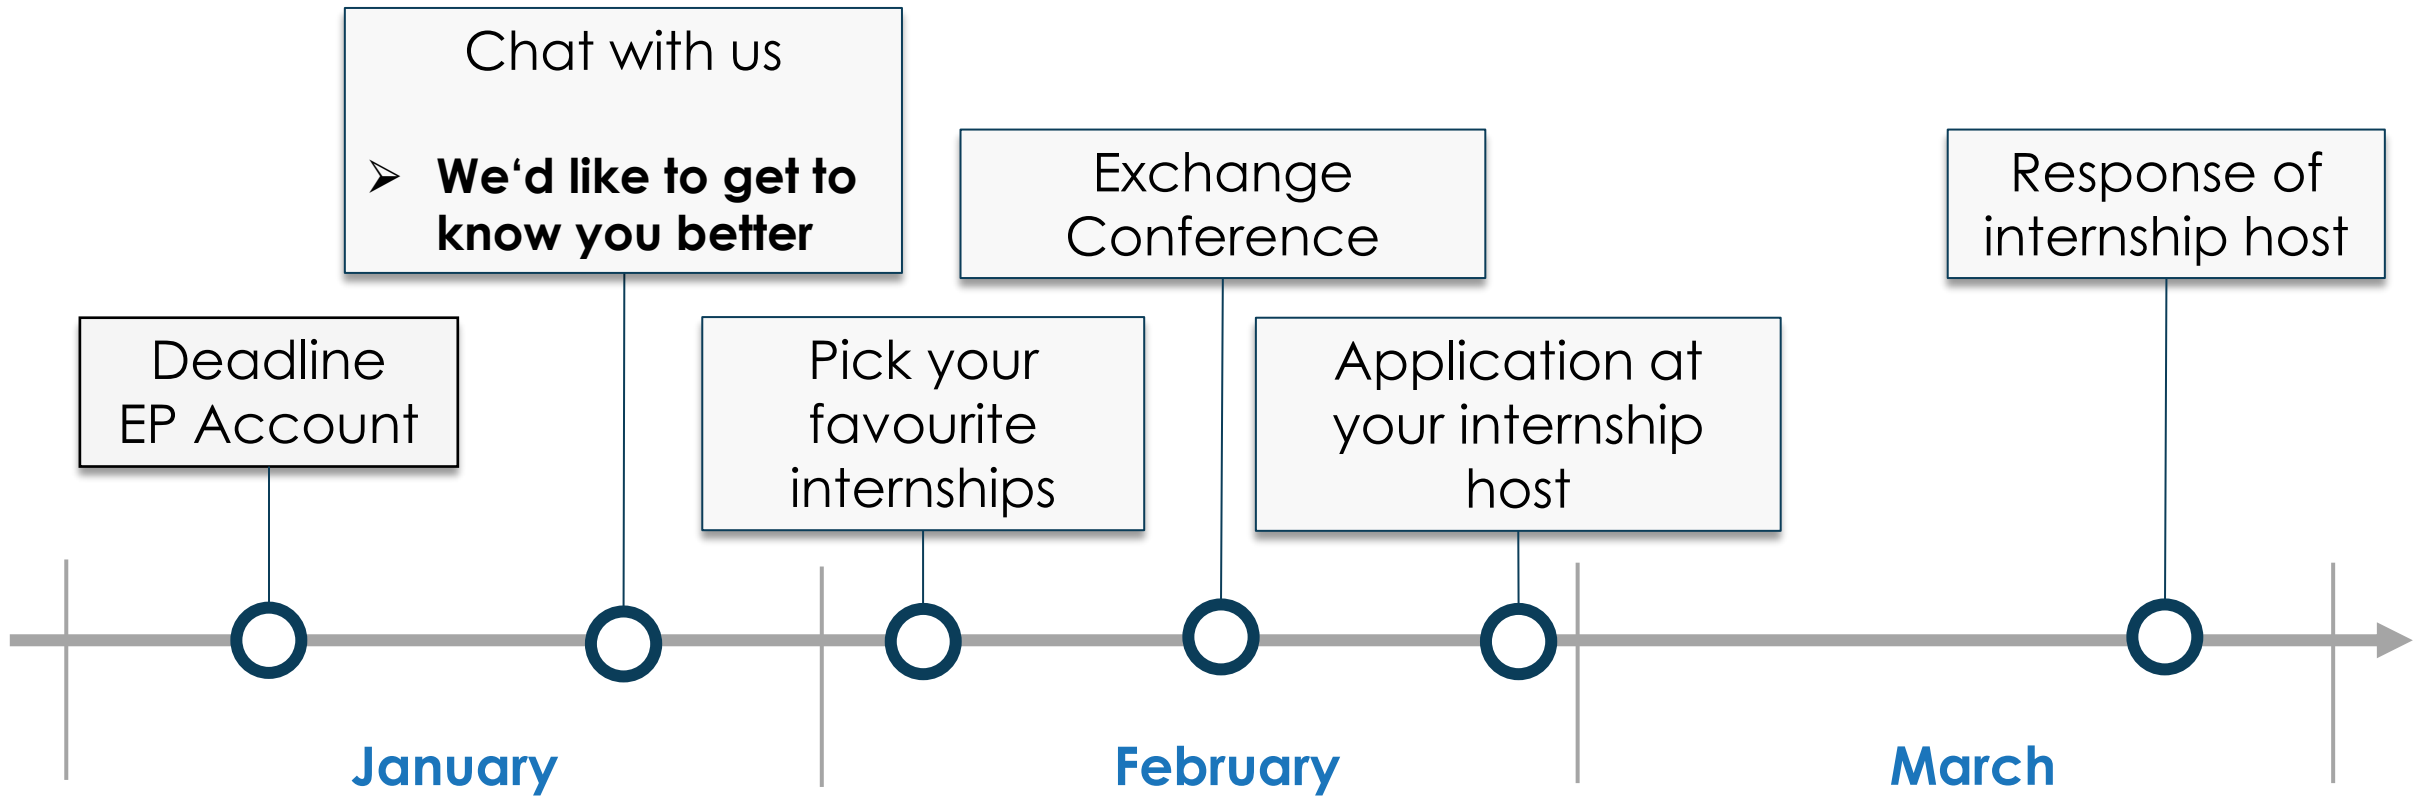 Chat with us
➢ We‘d like to get to
know you better
Exchange
Conference
Response of
internship host
Deadline
EP Account
Pick your
favourite
internships
Application at
your internship
host
January
February
March